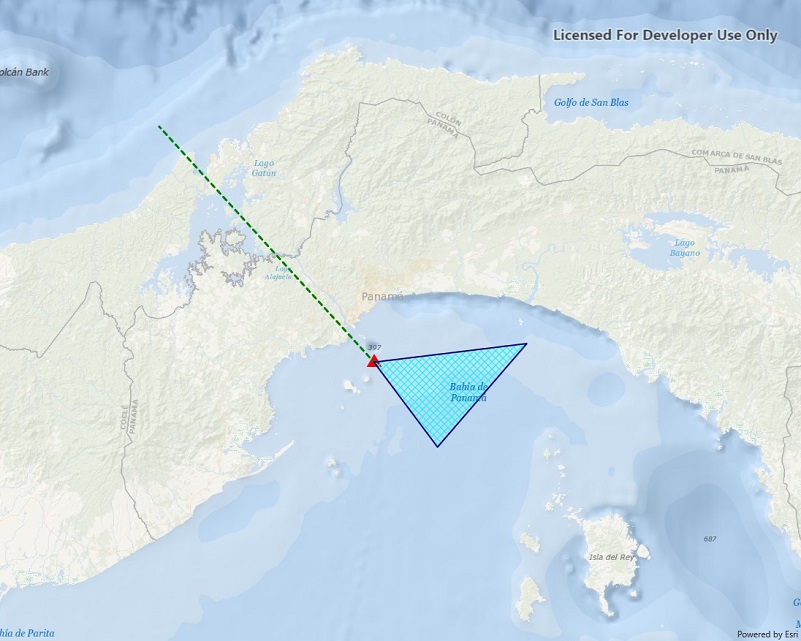 Licensed For Developer Use Only
olcán Bank
Golfo de San Blas
COLÓN
PANAMÁ
COMARCA DE SAN BLAS
PANAMÁ
Lago
Gatún
Lago
Bayano
Lago
Alajuela
Panamá
397
Bahía de
Panamá
COCLÉ
PANAMÁ
687
Isla del Rey
G
M
hía de Parita
Powered by Esri